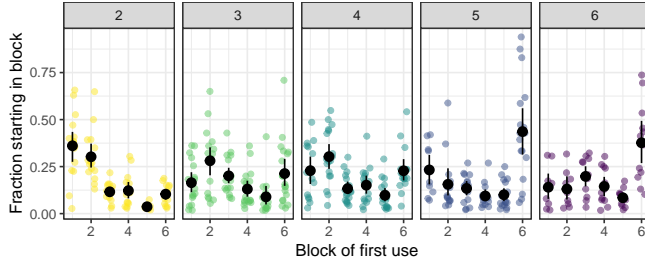 2 3 4 5 6
Fraction starting in block
0.75
0.50
0.25
0.00
2 4 6 2 4 6 2 4 6 2 4 6 2 4 6
Block of first use